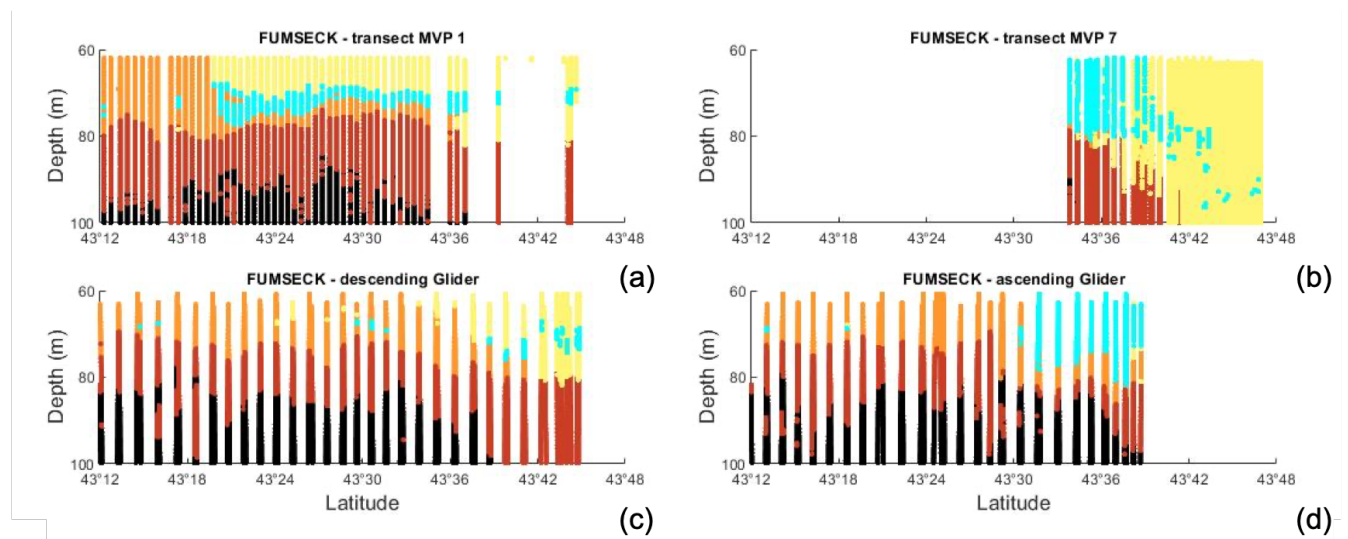 FUMSECK - transect MVP 1
60
80
100
Depth (m)
43°12 43°18 43°24 43°30 43°36 43°42 43°48
(a)
FUMSECK - transect MVP 7
60
80
100
Depth (m)
43°12 43°18 43°24 43°30 43°36 43°42 43°48
(b)
FUMSECK - descending Glider
60
80
100
Depth (m)
43°12 43°18 43°24 43°30 43°36 43°42 43°48
Latitude
(c)
FUMSECK - ascending Glider
60
80
100
Depth (m)
43°12 43°18 43°24 43°30 43°36 43°42 43°48
Latitude
(d)